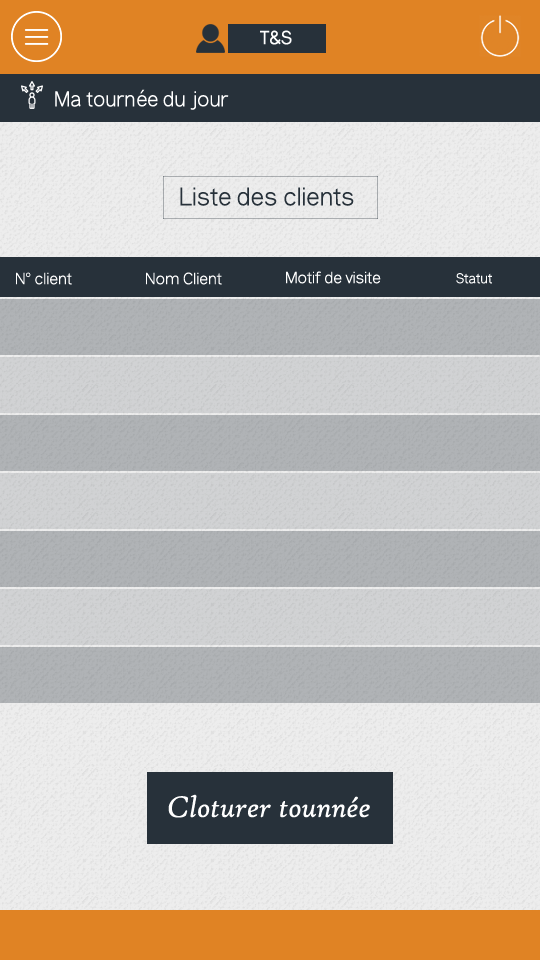 T&S
Ma tournée du jour
Liste des clients
N° client Nom Client Motif de visite Statut
Cloturer tounnée